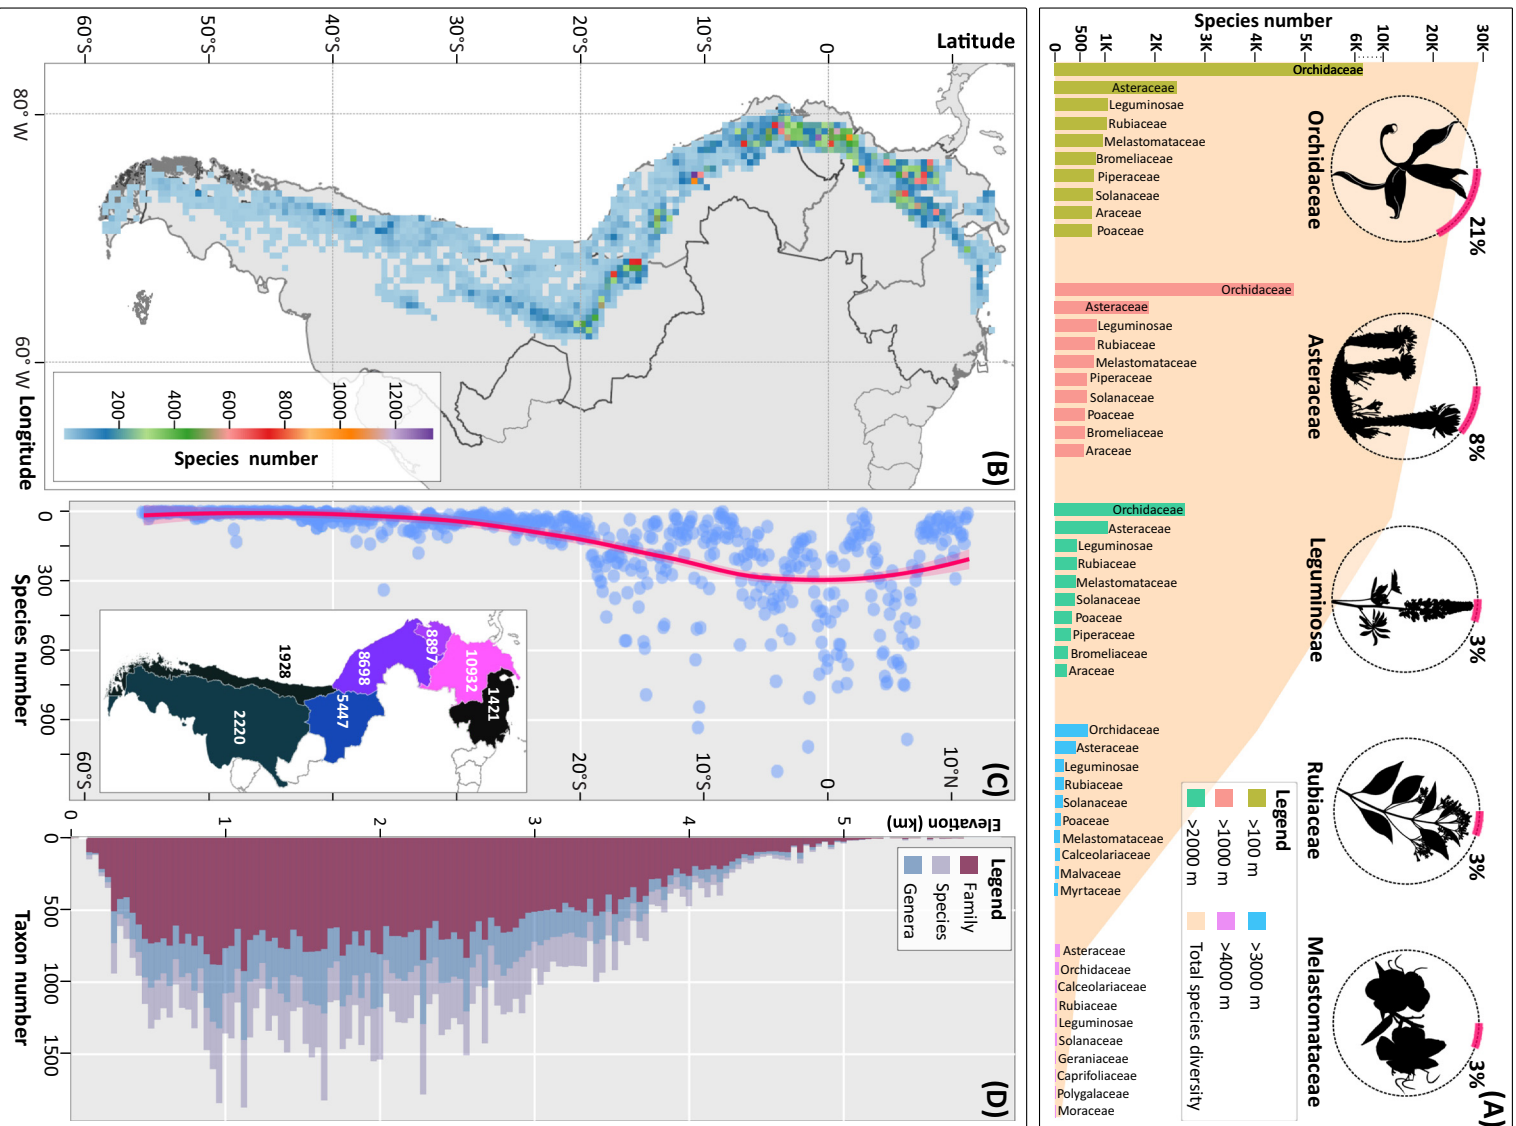 (A)
Species number
0
500
1K
2K
3K
4K
5K
6K
10K
20K
30K
Orchidaceae
21%
Asteraceae
8%
Leguminosae
3%
Rubiaceae
3%
Melastomataceae
3%
Orchidaceae
Asteraceae
Leguminosae
Rubiaceae
Melastomataceae
Bromeliaceae
Piperaceae
Solanaceae
Araceae
Poaceae
Orchidaceae
Asteraceae
Leguminosae
Rubiaceae
Melastomataceae
Piperaceae
Solanaceae
Poaceae
Bromeliaceae
Araceae
Orchidaceae
Asteraceae
Leguminosae
Rubiaceae
Melastomataceae
Solanaceae
Poaceae
Piperaceae
Bromeliaceae
Araceae
Orchidaceae
Asteraceae
Leguminosae
Rubiaceae
Solanaceae
Poaceae
Melastomataceae
Calceolariaceae
Malvaceae
Myrtaceae
Asteraceae
Orchidaceae
Calceolariaceae
Rubiaceae
Leguminosae
Solanaceae
Geraniaceae
Caprifoliaceae
Polygalaceae
Moraceae
Legend
>100 m
>1000 m
>2000 m
>3000 m
>4000 m
Total species diversity
(B)
Latitude
0
10°S
20°S
30°S
40°S
50°S
60°S
80° W
60° W
Longitude
200
400
600
800
1000
1200
Species number
(C)
10°N
0
10°S
20°S
60°S
0
300
600
900
Species number
1421
10932
8897
8698
5447
1928
2220
(D)
Elevation (km)
5
4
3
2
1
0
Legend
Family
Species
Genera
0
500
1000
1500
Taxon number